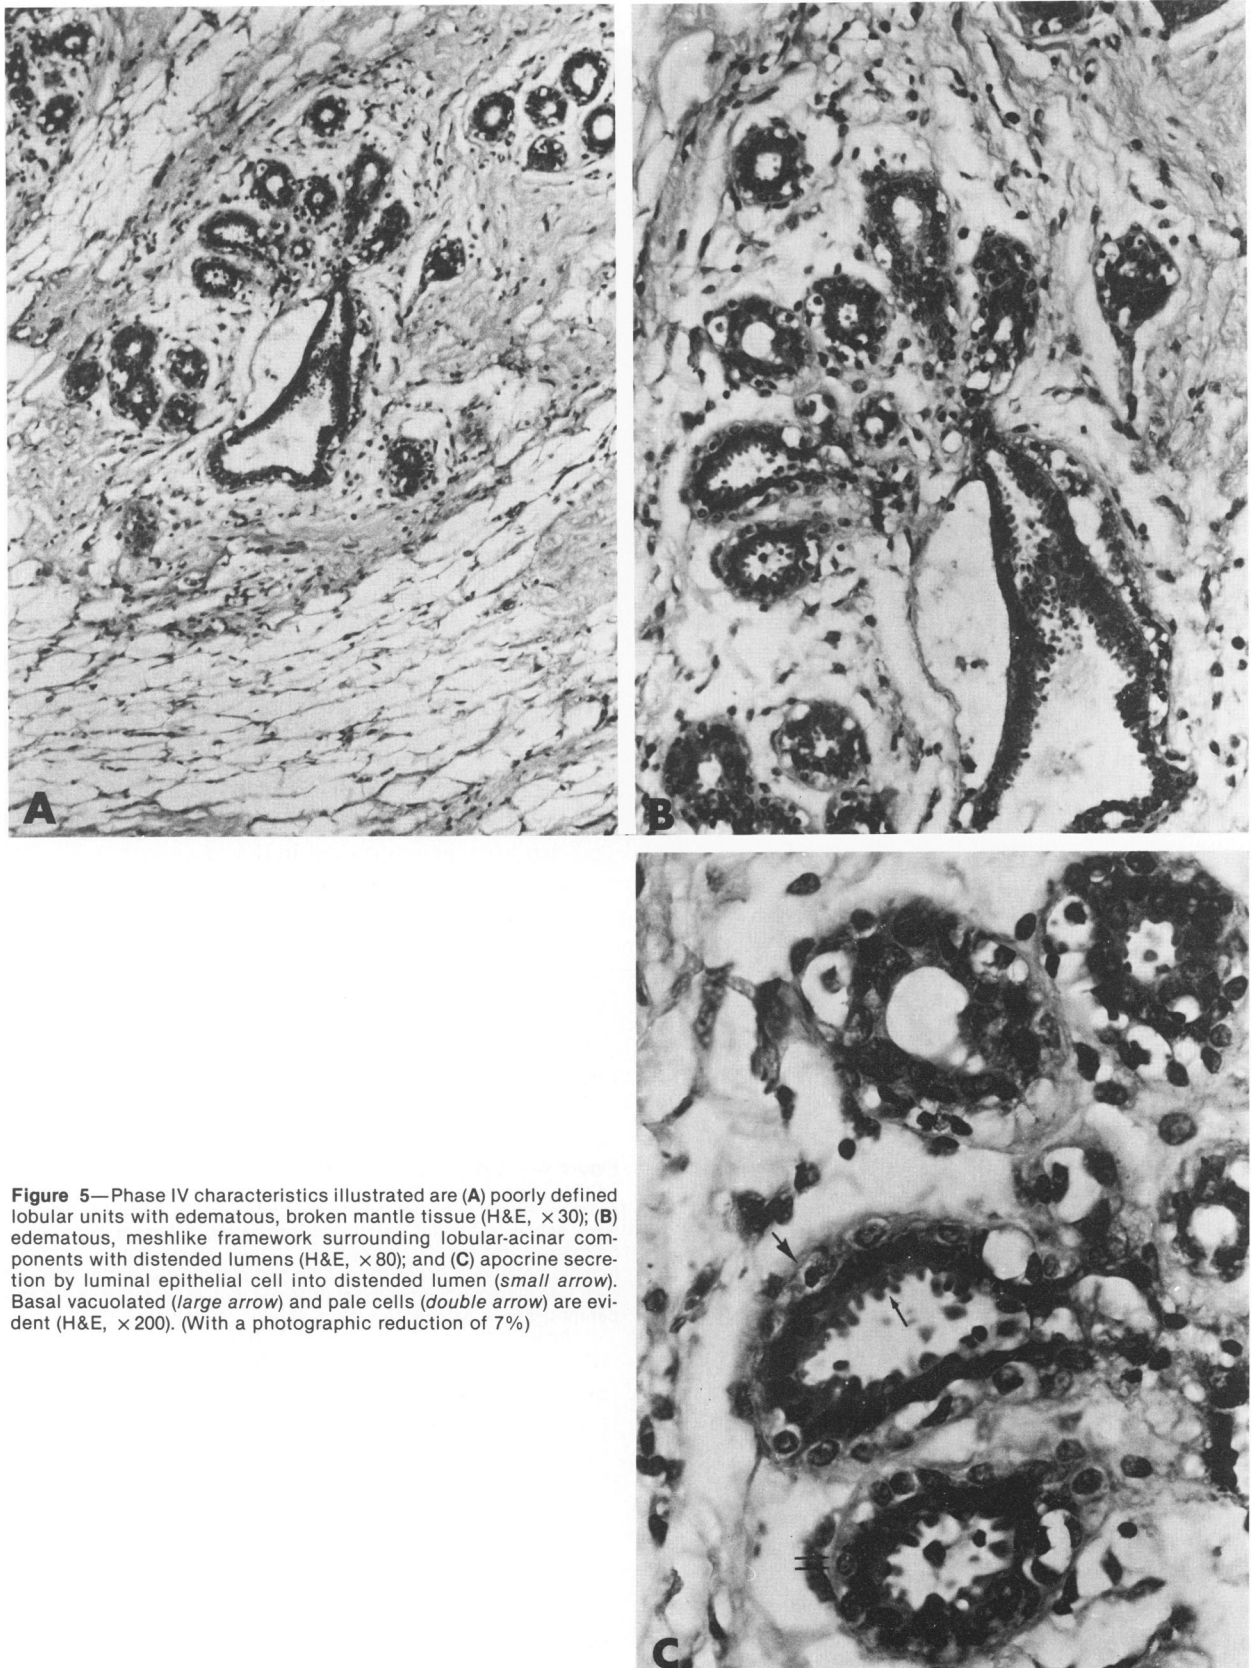 A
B
Figure 5—Phase IV characteristics illustrated are (A) poorly defined
lobular units with edematous, broken mantle tissue (H&E, ×30); (B)
edematous, meshlike framework surrounding lobular-acinar com-
ponents with distended lumens (H&E, ×80); and (C) apocrine secre-
tion by luminal epithelial cell into distended lumen (small arrow).
Basal vacuolated (large arrow) and pale cells (double arrow) are evi-
dent (H&E, ×200). (With a photographic reduction of 7%)
C